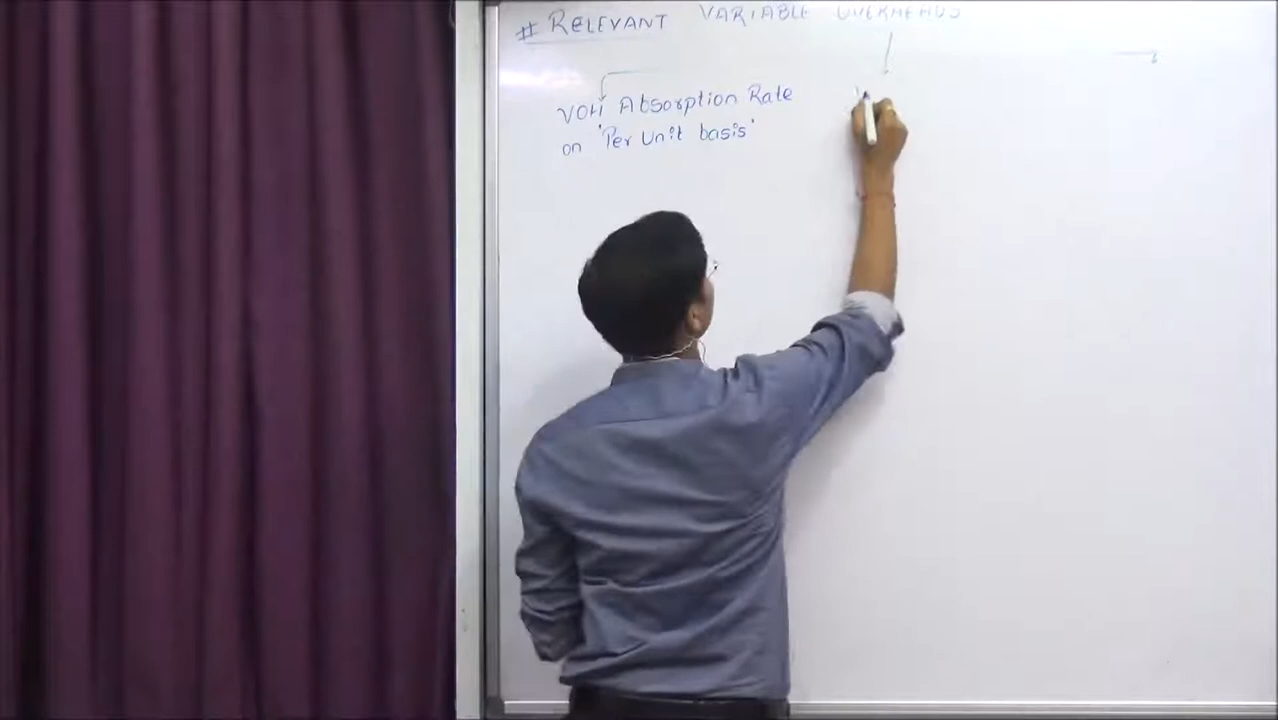 # RELEVANT VARIABLE OVERHEADS
VOH Absorption Rate
on 'Per Unit basis'